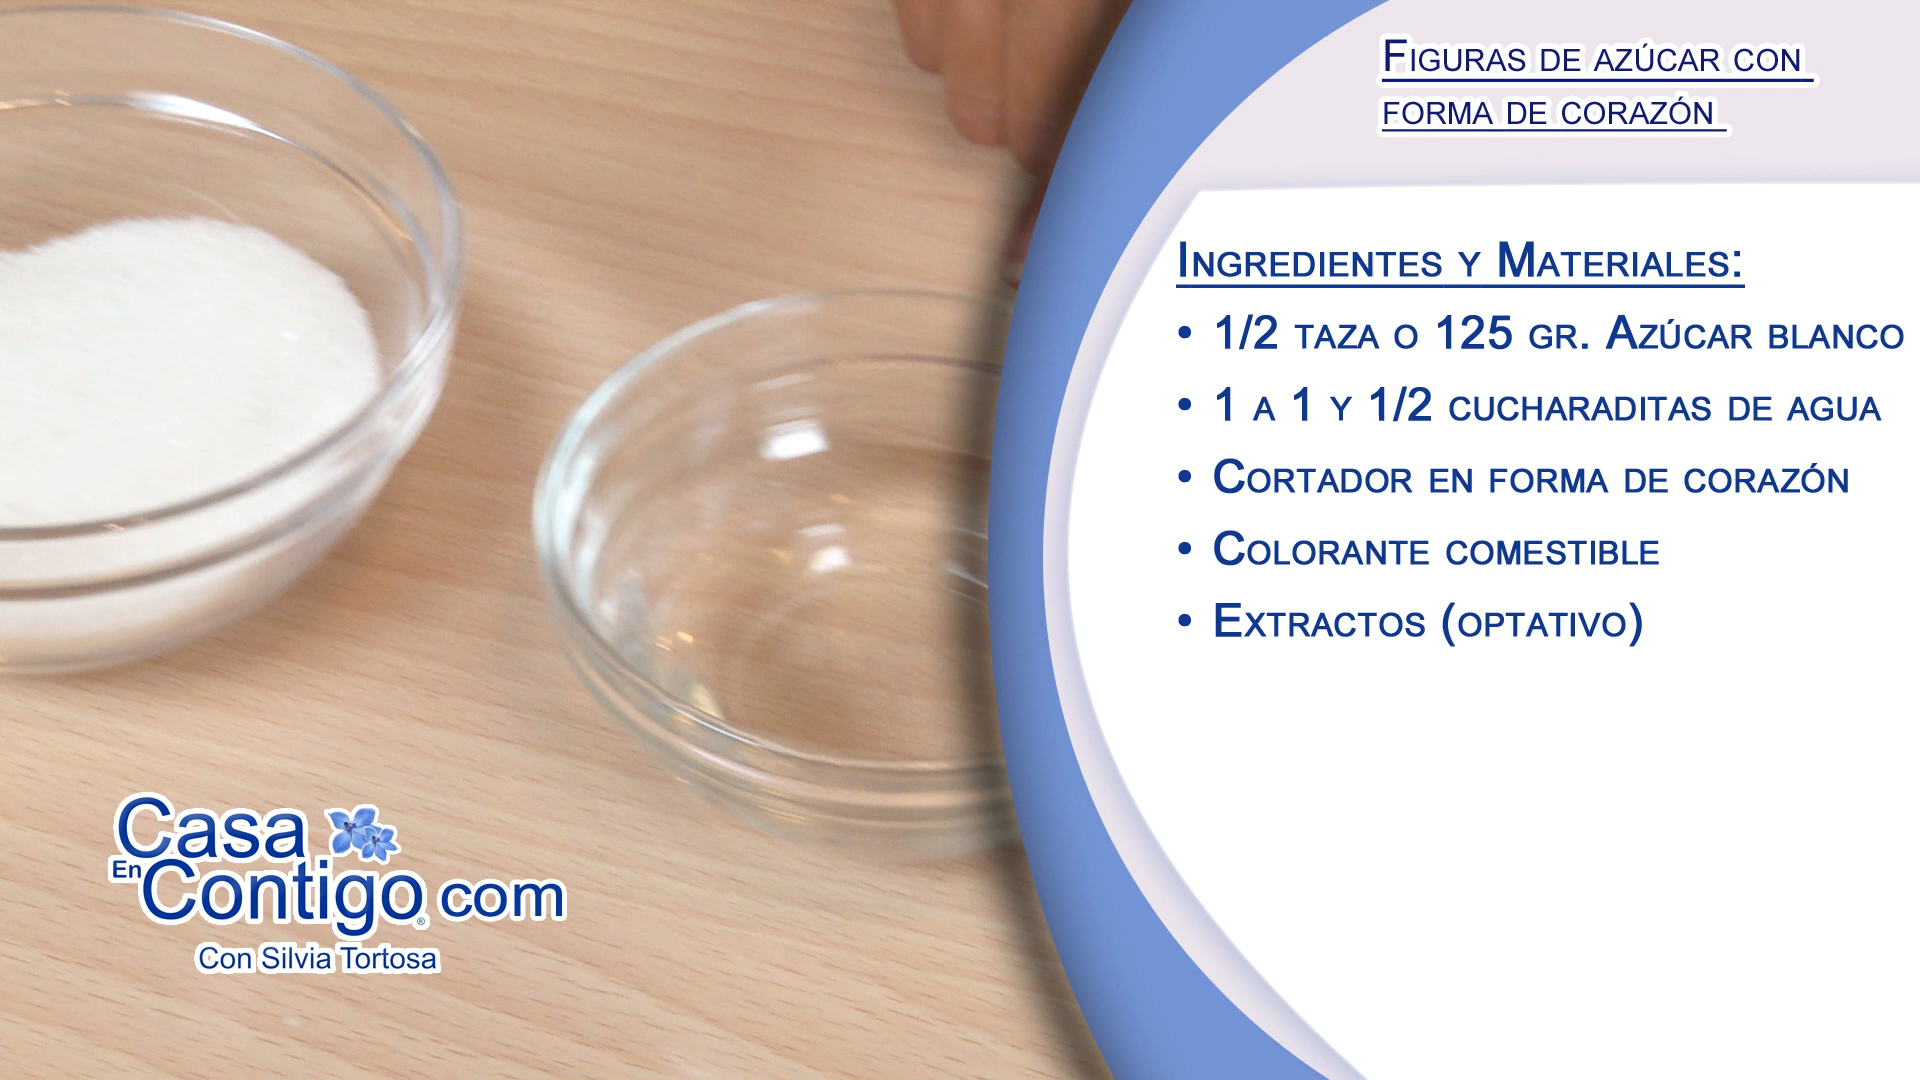 Figuras de azúcar con
forma de corazón
Ingredientes y Materiales:
• 1/2 taza o 125 gr. Azúcar blanco
• 1 a 1 y 1/2 cucharaditas de agua
• Cortador en forma de corazón
• Colorante comestible
• Extractos (optativo)
Casa
En Contigo® com
Con Silvia Tortosa